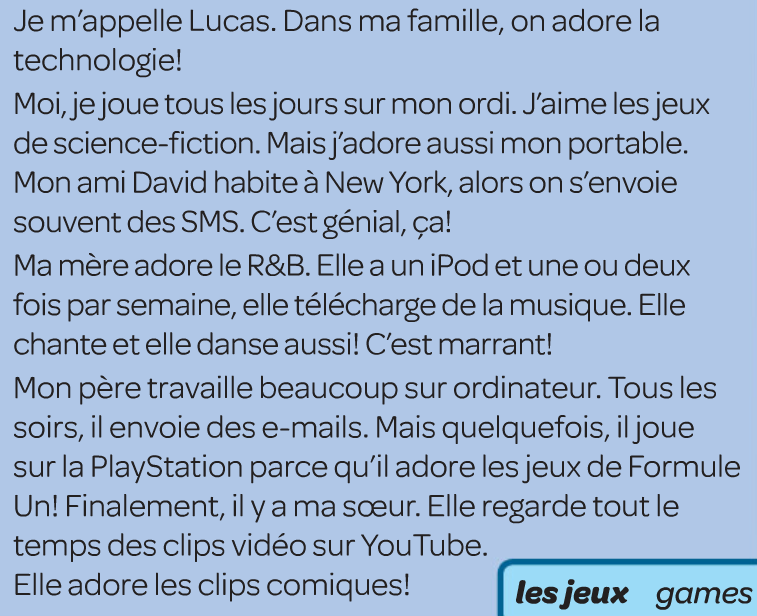 Je m'appelle Lucas. Dans ma famille, on adore la
technologie!
Moi, je joue tous les jours sur mon ordi. J'aime les jeux
de science-fiction. Mais j'adore aussi mon portable.
Mon ami David habite à New York, alors on s'envoie
souvent des SMS. C'est génial, ça!
Ma mère adore le R&B. Elle a un iPod et une ou deux
fois par semaine, elle télécharge de la musique. Elle
chante et elle danse aussi! C'est marrant!
Mon père travaille beaucoup sur ordinateur. Tous les
soirs, il envoie des e-mails. Mais quelquefois, il joue
sur la PlayStation parce qu'il adore les jeux de Formule
Un! Finalement, il y a ma sœur. Elle regarde tout le
temps des clips vidéo sur YouTube.
Elle adore les clips comiques!
les jeux games